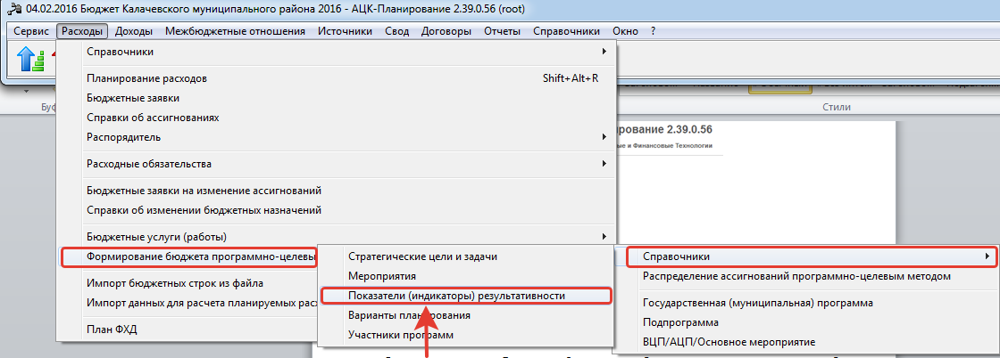 04.02.2016 Бюджет Калачевского муниципального района 2016 - АЦК-Планирование 2.39.0.56 (root)
Сервис Расходы Доходы Межбюджетные отношения Источники Свод Договоры Отчеты Справочники Окно ?
Справочники
Планирование расходов Shift+Alt+R
Бюджетные заявки
Справки об ассигнованиях
Распорядитель
Расходные обязательства
Бюджетные заявки на изменение ассигнований
Справки об изменении бюджетных назначений
Бюджетные услуги (работы)
Формирование бюджета программно-целевы
Импорт бюджетных строк из файла
Импорт данных для расчета планируемых рас
План ФХД
Стратегические цели и задачи
Мероприятия
Показатели (индикаторы) результативности
Варианты планирования
Участники программ
Справочники
Распределение ассигнований программно-целевым методом
Государственная (муниципальная) программа
Подпрограмма
ВЦП/АЦП/Основное мероприятие
Буф
Стили
рование 2.39.0.56
ые и Финансовые Технологии